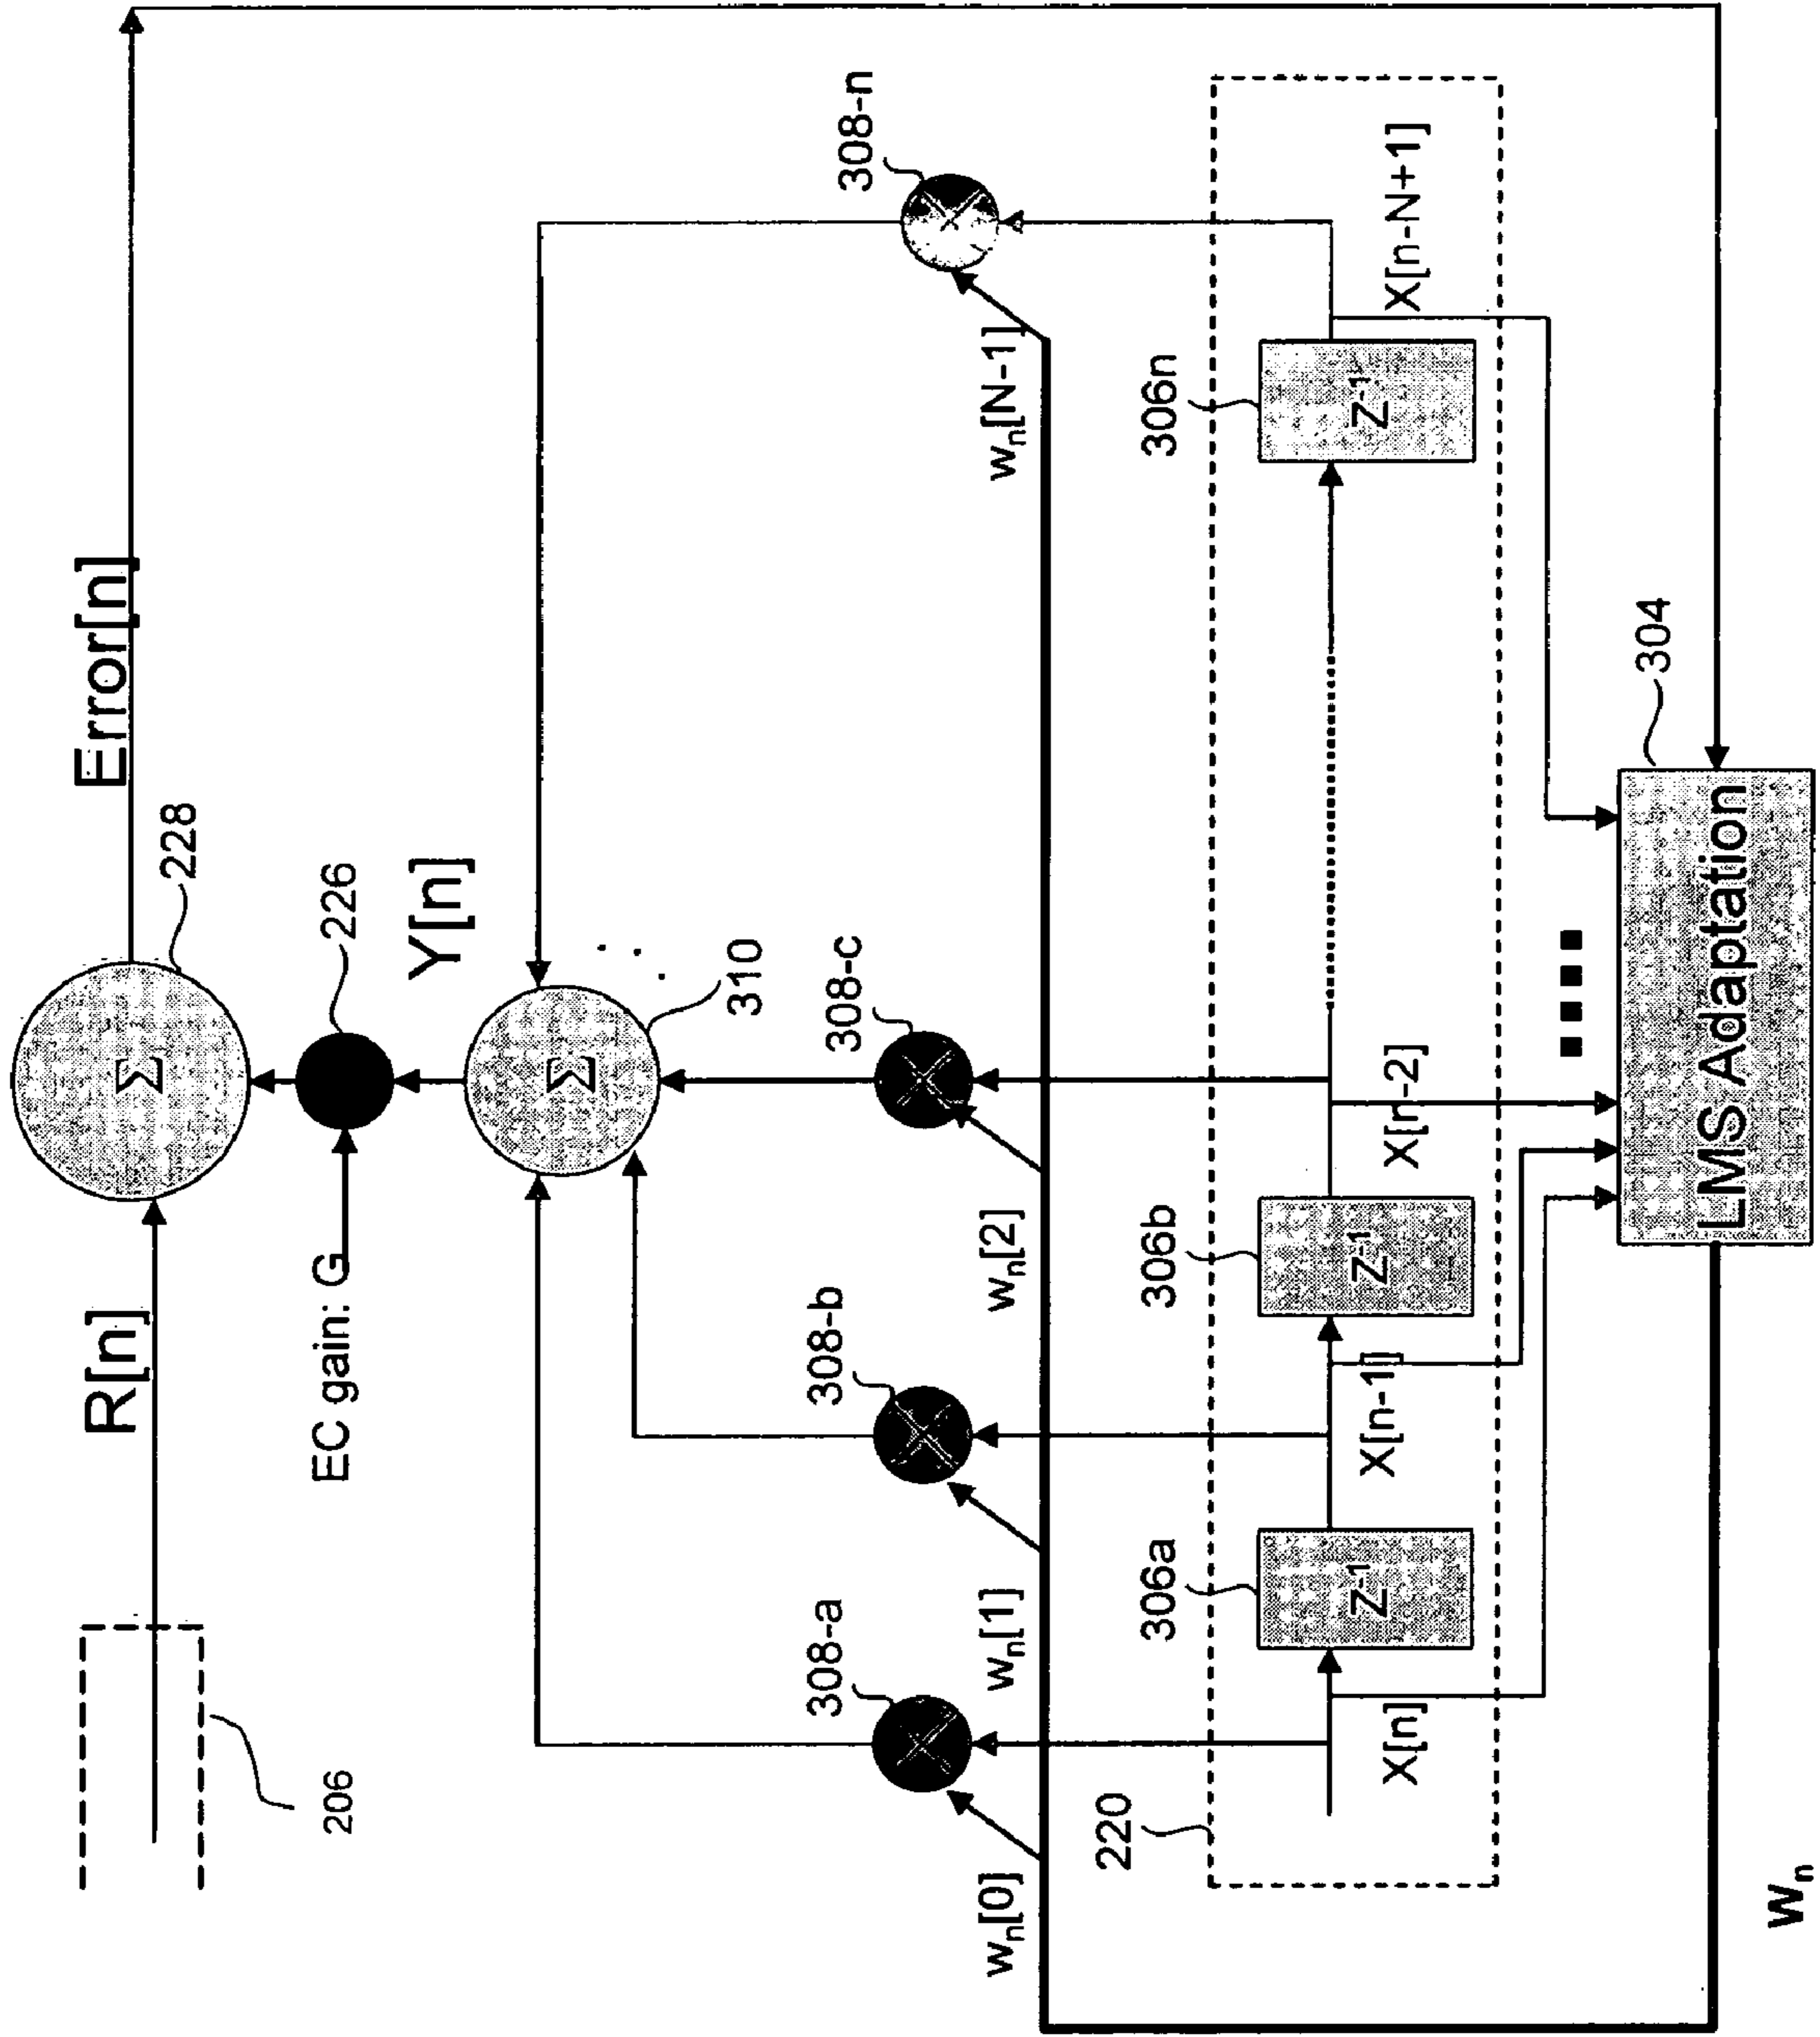 Error[n]
R[n]
228
206
EC gain: G
226
Σ
Y[n]
Σ
310
308-a
308-b
308-c
308-n
wn[0]
wn[1]
wn[2]
wn[N-1]
220
306a
306b
306n
Z-1
Z-1
Z-1
X[n]
X[n-1]
X[n-2]
X[n-N+1]
304
LMS Adaptation
wn